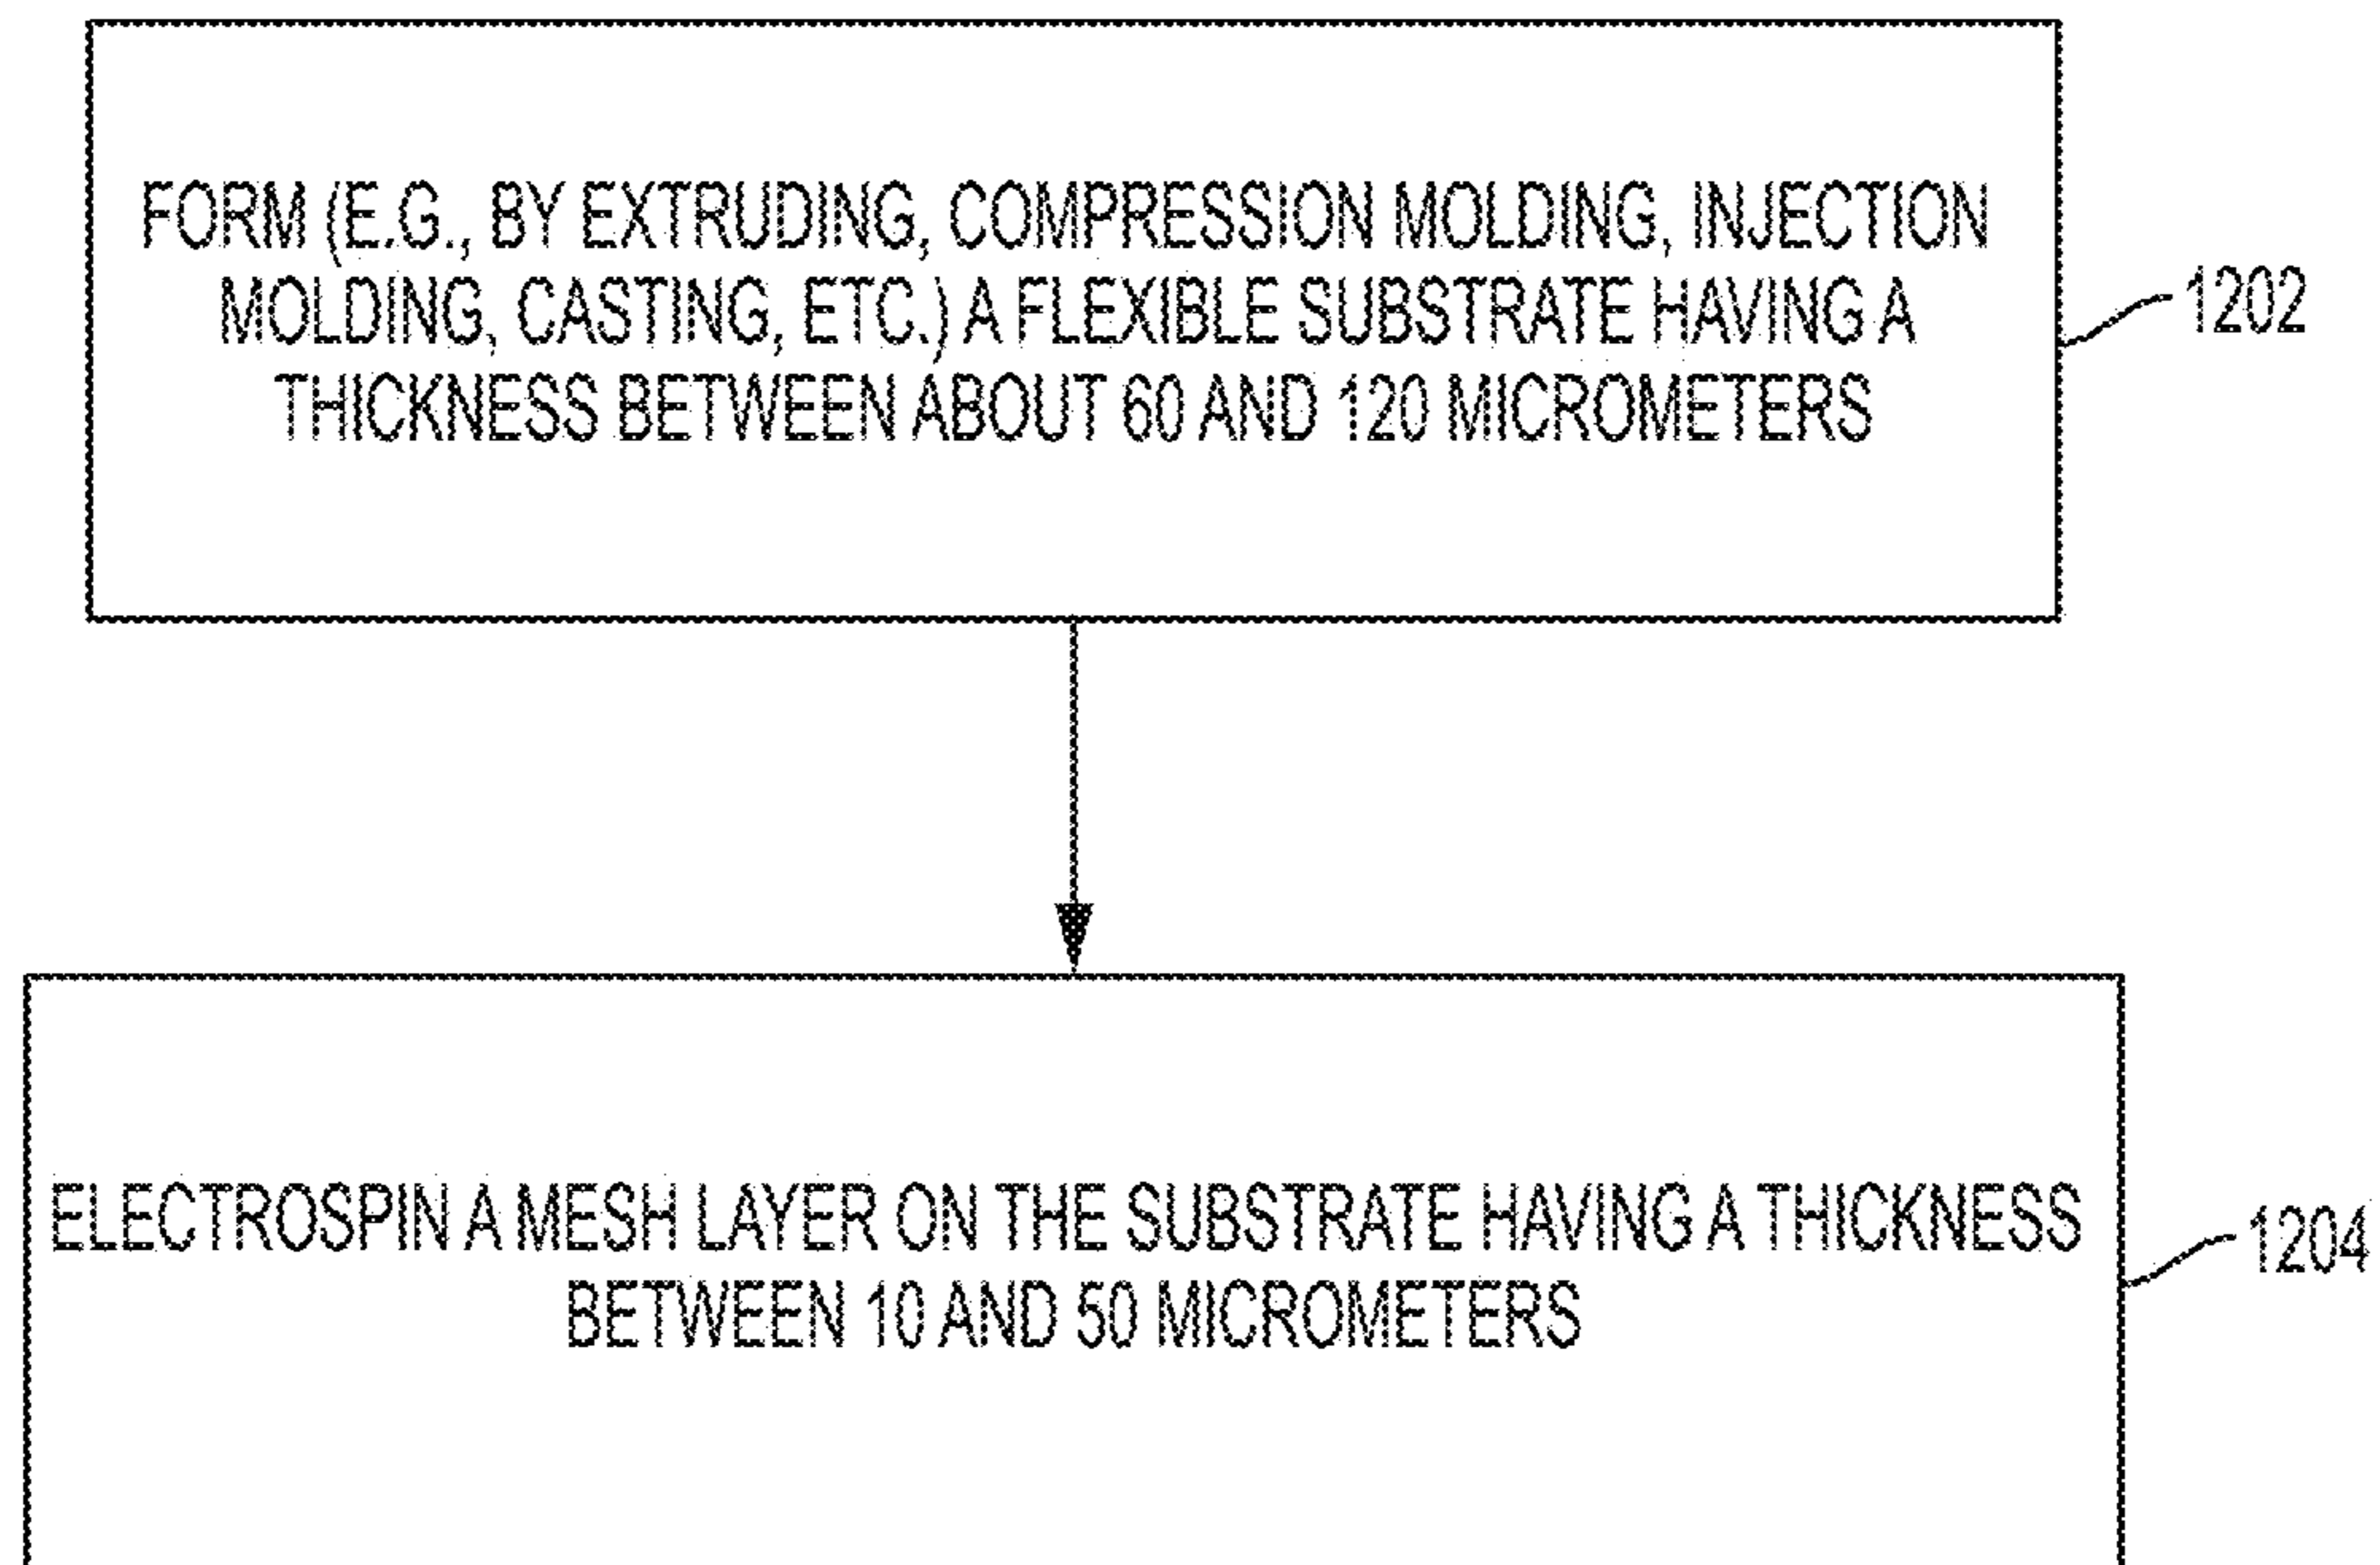 FORM (E.G., BY EXTRUDING, COMPRESSION MOLDING, INJECTION
MOLDING, CASTING, ETC.) A FLEXIBLE SUBSTRATE HAVING A
THICKNESS BETWEEN ABOUT 60 AND 120 MICROMETERS
1202
ELECTROSPIN A MESH LAYER ON THE SUBSTRATE HAVING A THICKNESS
BETWEEN 10 AND 50 MICROMETERS
1204